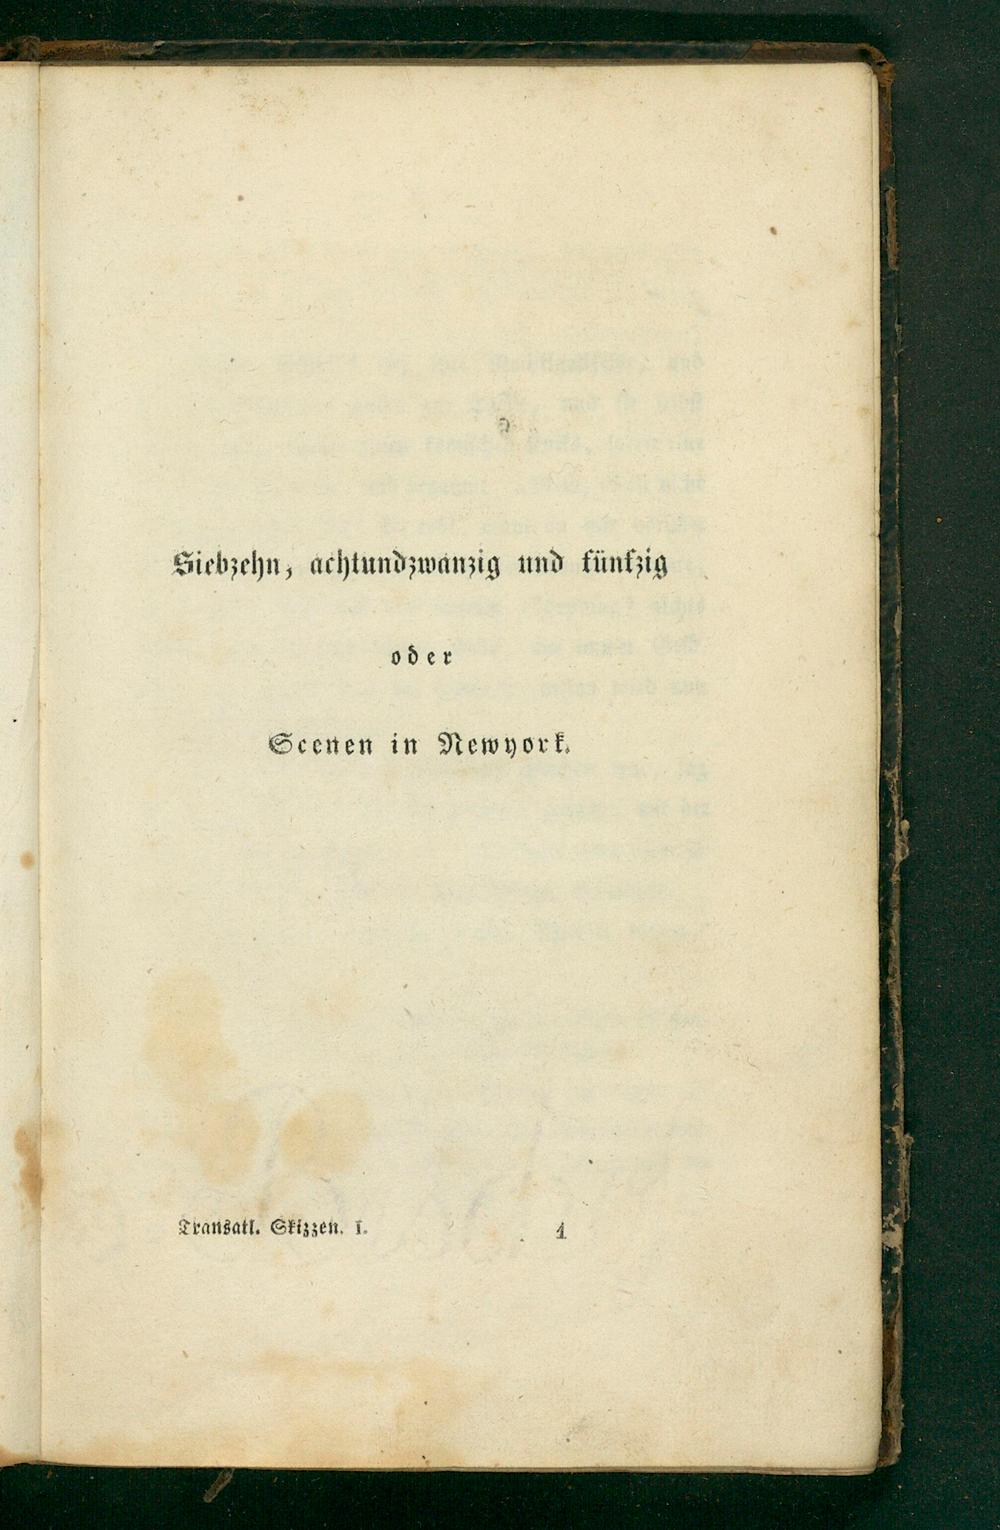 Siebzehn, achtundzwanzig und fünfzig
oder
Scenen in Newyork.
Transatl. Skizzen. I. 1